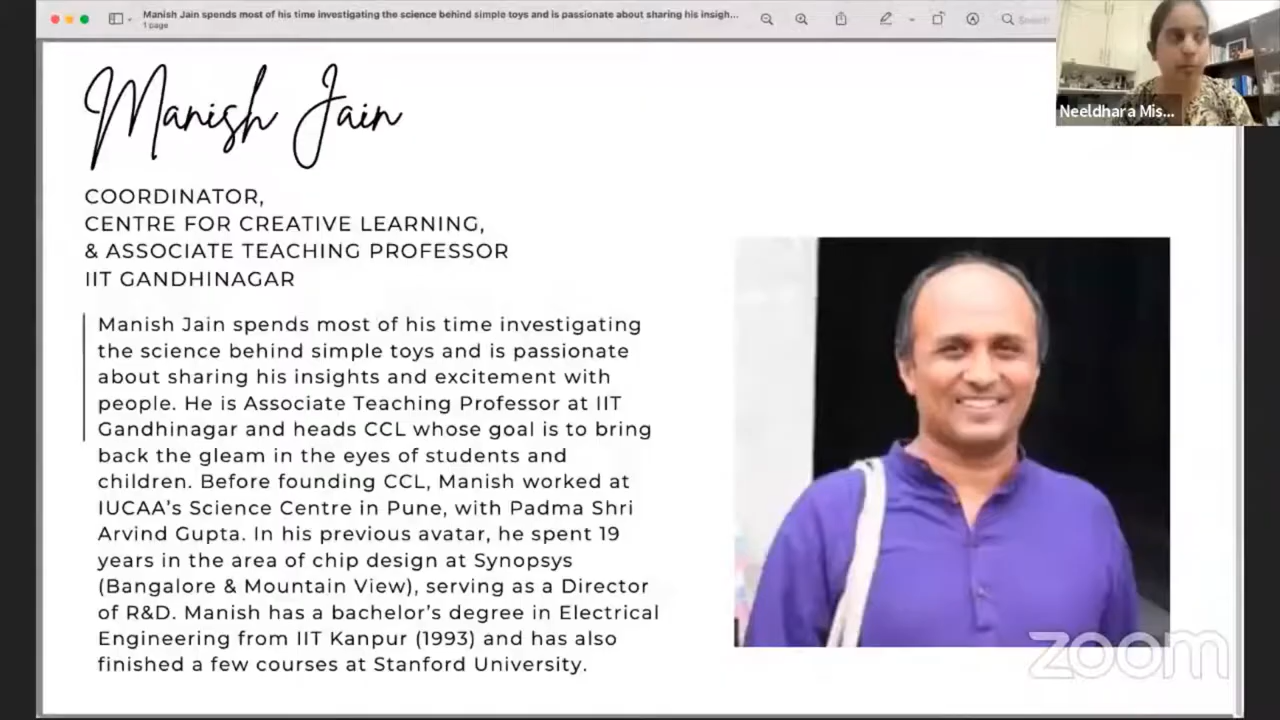 Manish Jain spends most of his time investigating the science behind simple toys and is passionate about sharing his insigh...
1 page
Search
Neeldhara Mis...
Manish Jain
COORDINATOR,
CENTRE FOR CREATIVE LEARNING,
& ASSOCIATE TEACHING PROFESSOR
IIT GANDHINAGAR
Manish Jain spends most of his time investigating
the science behind simple toys and is passionate
about sharing his insights and excitement with
people. He is Associate Teaching Professor at IIT
Gandhinagar and heads CCL whose goal is to bring
back the gleam in the eyes of students and
children. Before founding CCL, Manish worked at
IUCAA's Science Centre in Pune, with Padma Shri
Arvind Gupta. In his previous avatar, he spent 19
years in the area of chip design at Synopsys
(Bangalore & Mountain View), serving as a Director
of R&D. Manish has a bachelor's degree in Electrical
Engineering from IIT Kanpur (1993) and has also
finished a few courses at Stanford University.
zoom